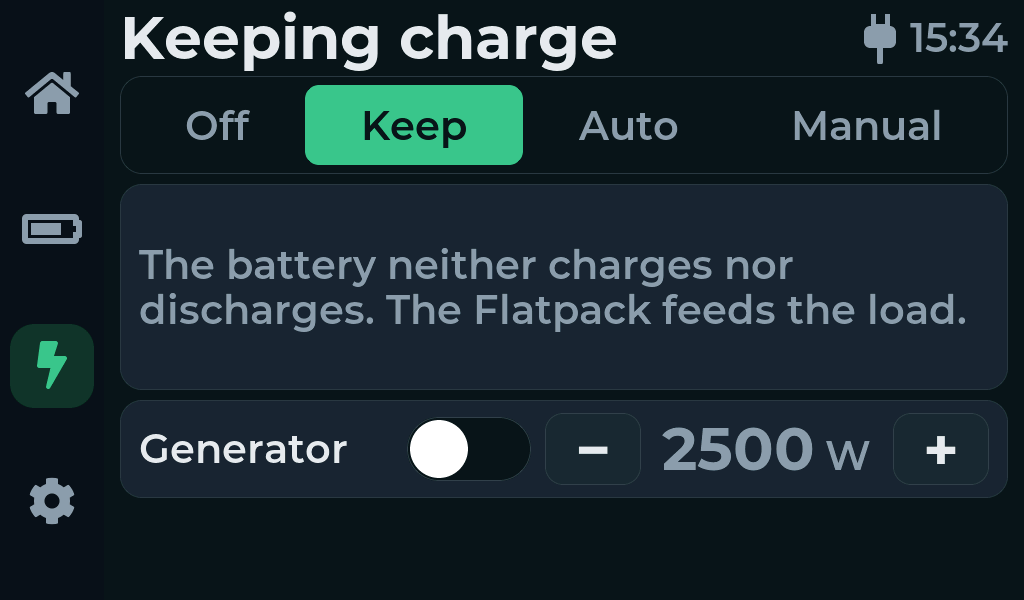 Keeping charge
15:34
Off
Keep
Auto
Manual
The battery neither charges nor
discharges. The Flatpack feeds the load.
Generator
−
2500 W
+